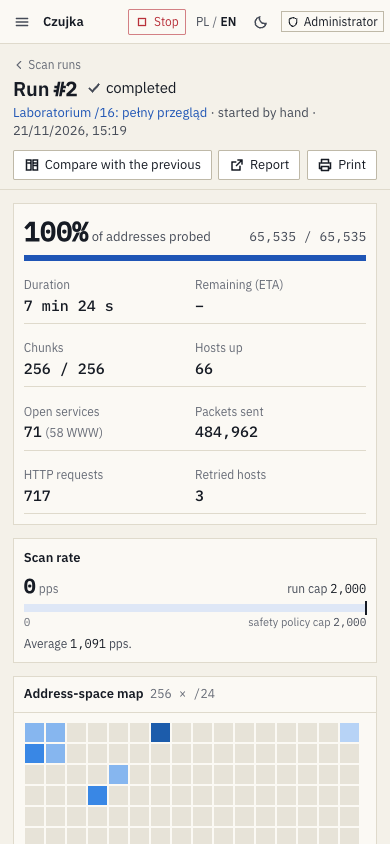 Czujka
Stop
PL / EN
Administrator
Scan runs
Run #2 completed
Laboratorium /16: pełny przegląd · started by hand ·
21/11/2026, 15:19
Compare with the previous
Report
Print
100% of addresses probed 65,535 / 65,535
Duration Remaining (ETA)
7 min 24 s –
Chunks Hosts up
256 / 256 66
Open services Packets sent
71 (58 WWW) 484,962
HTTP requests Retried hosts
717 3
Scan rate
0 pps run cap 2,000
0 safety policy cap 2,000
Average 1,091 pps.
Address-space map 256 × /24